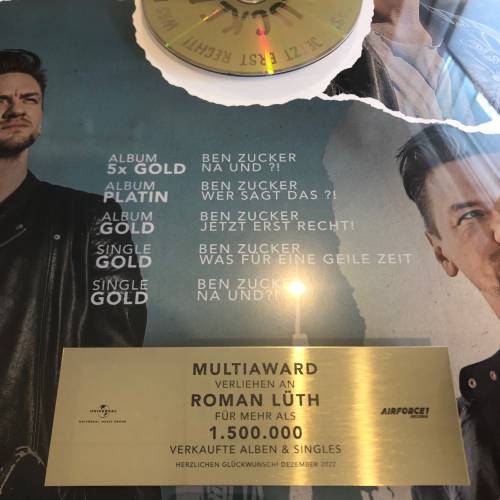 JETZT ERST RECHT!
ALBUM
5x GOLD
BEN ZUCKER
NA UND ?!
ALBUM
PLATIN
BEN ZUCKER
WER SAGT DAS ?!
ALBUM
GOLD
BEN ZUCKER
JETZT ERST RECHT!
SINGLE
GOLD
BEN ZUCKER
WAS FÜR EINE GEILE ZEIT
SINGLE
GOLD
BEN ZUCKER
NA UND?!
MULTIAWARD
VERLIEHEN AN
ROMAN LÜTH
FÜR MEHR ALS
1.500.000
VERKAUFTE ALBEN & SINGLES
HERZLICHEN GLÜCKWUNSCH! DEZEMBER 2022
UNIVERSAL
UNIVERSAL MUSIC GROUP
AIRFORCE1
RECORDS